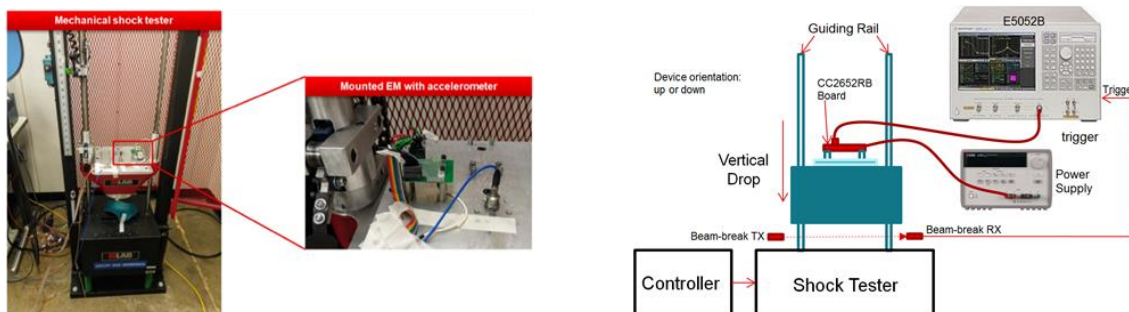 Mechanical shock tester
Mounted EM with accelerometer
LAB
Guiding Rail
E5052B
Device orientation:
up or down
CC2652RB
Board
Trigge
trigger
Vertical
Drop
Power
Supply
Beam-break TX
Beam-break RX
Controller
Shock Tester